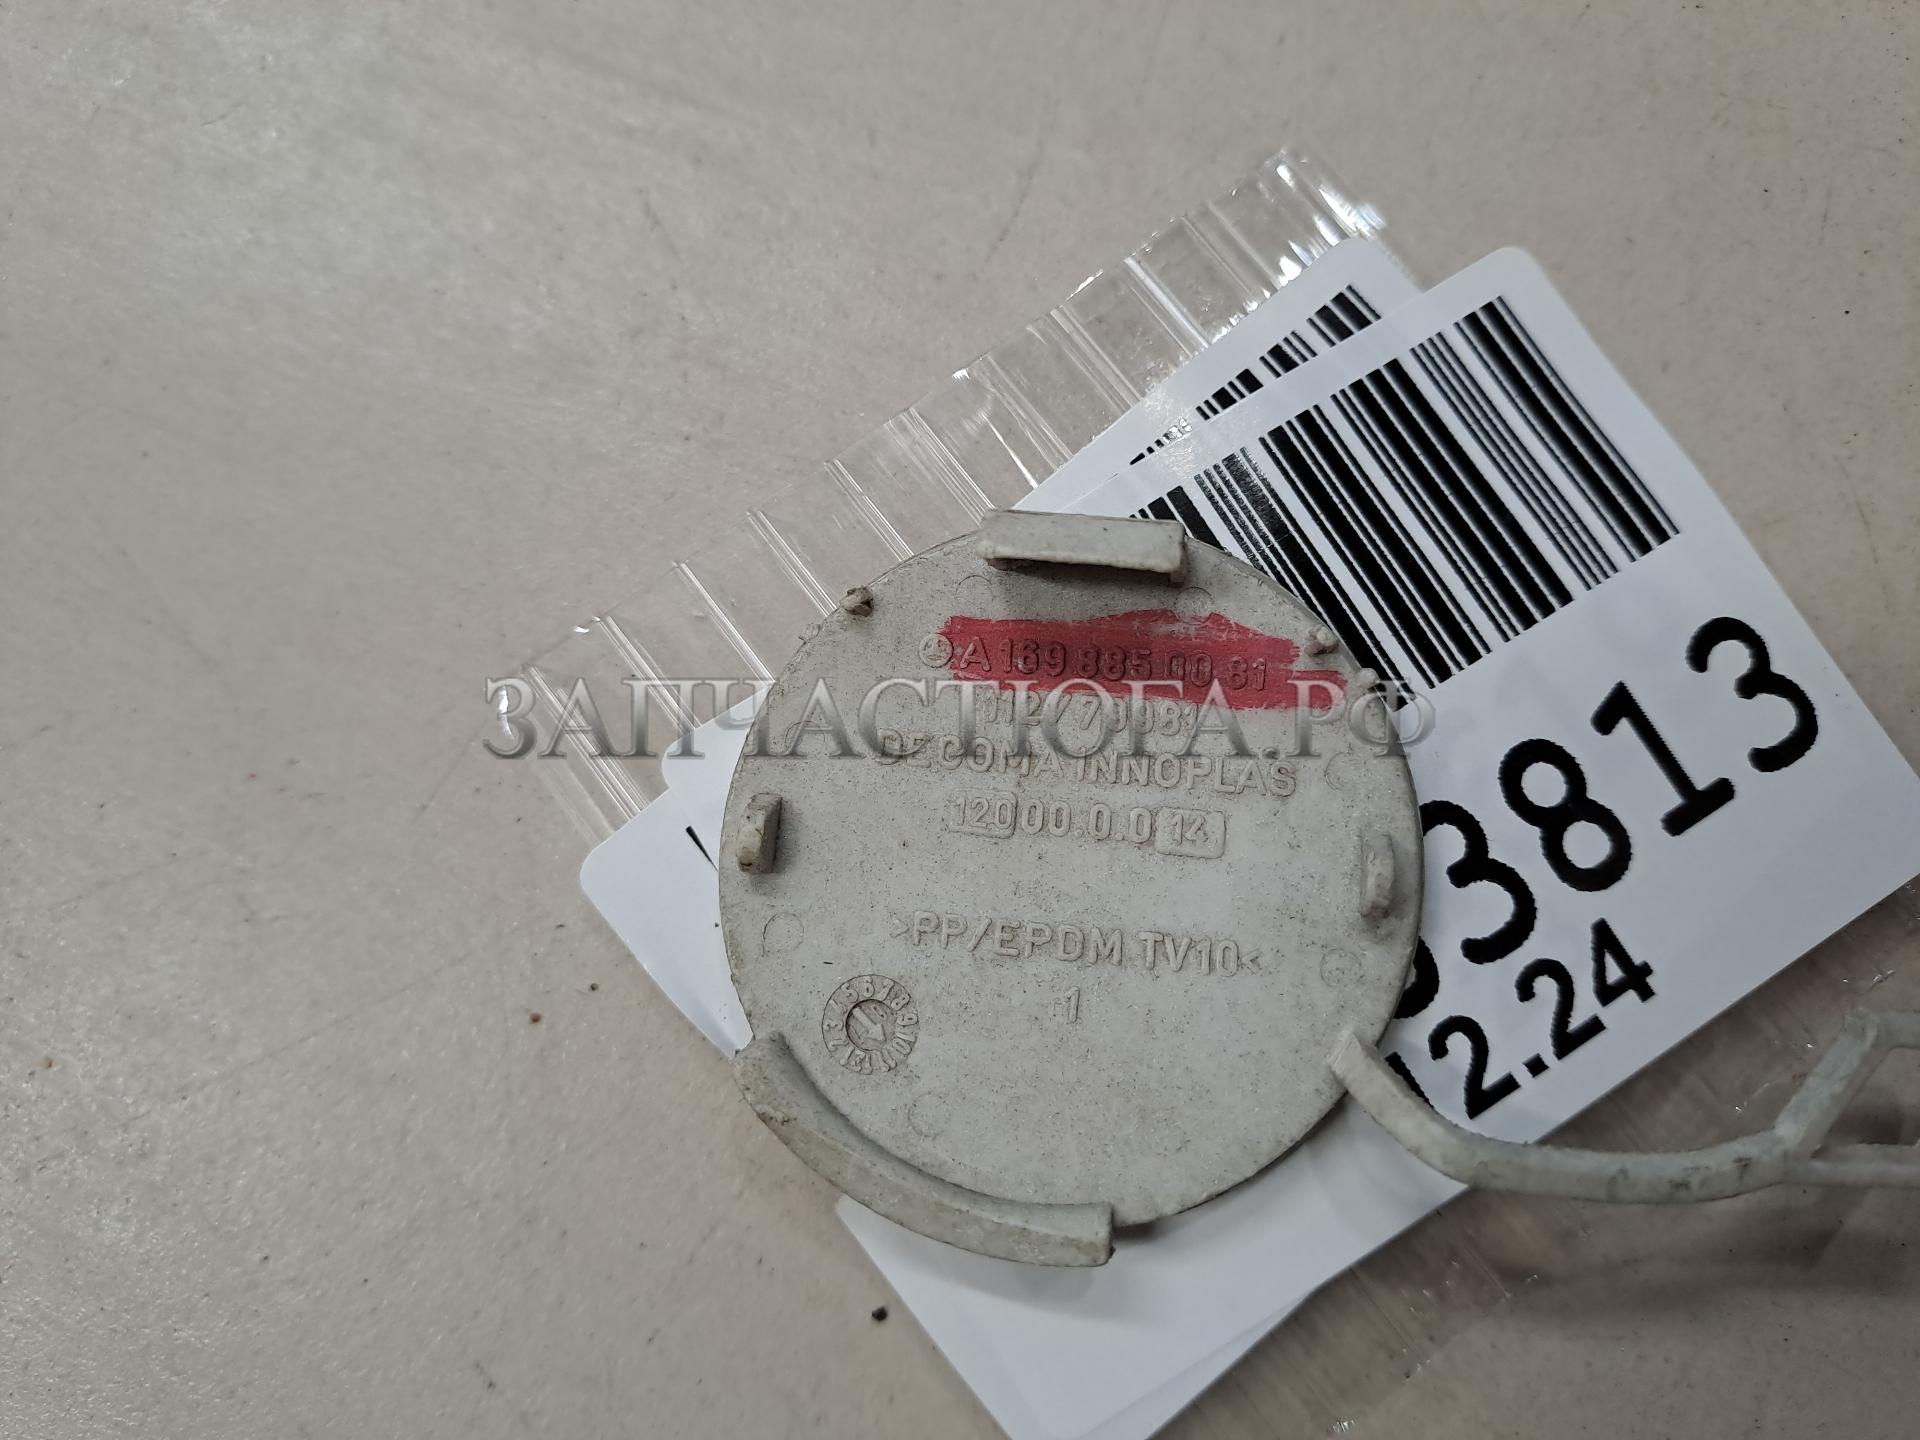 A 169 885 00 81
ЗАПЧАСТЮГА.РФ
DECOMA INNOPLAS
12000.0.0 14
>PP/EPDM TV10<
1
3813
12.24